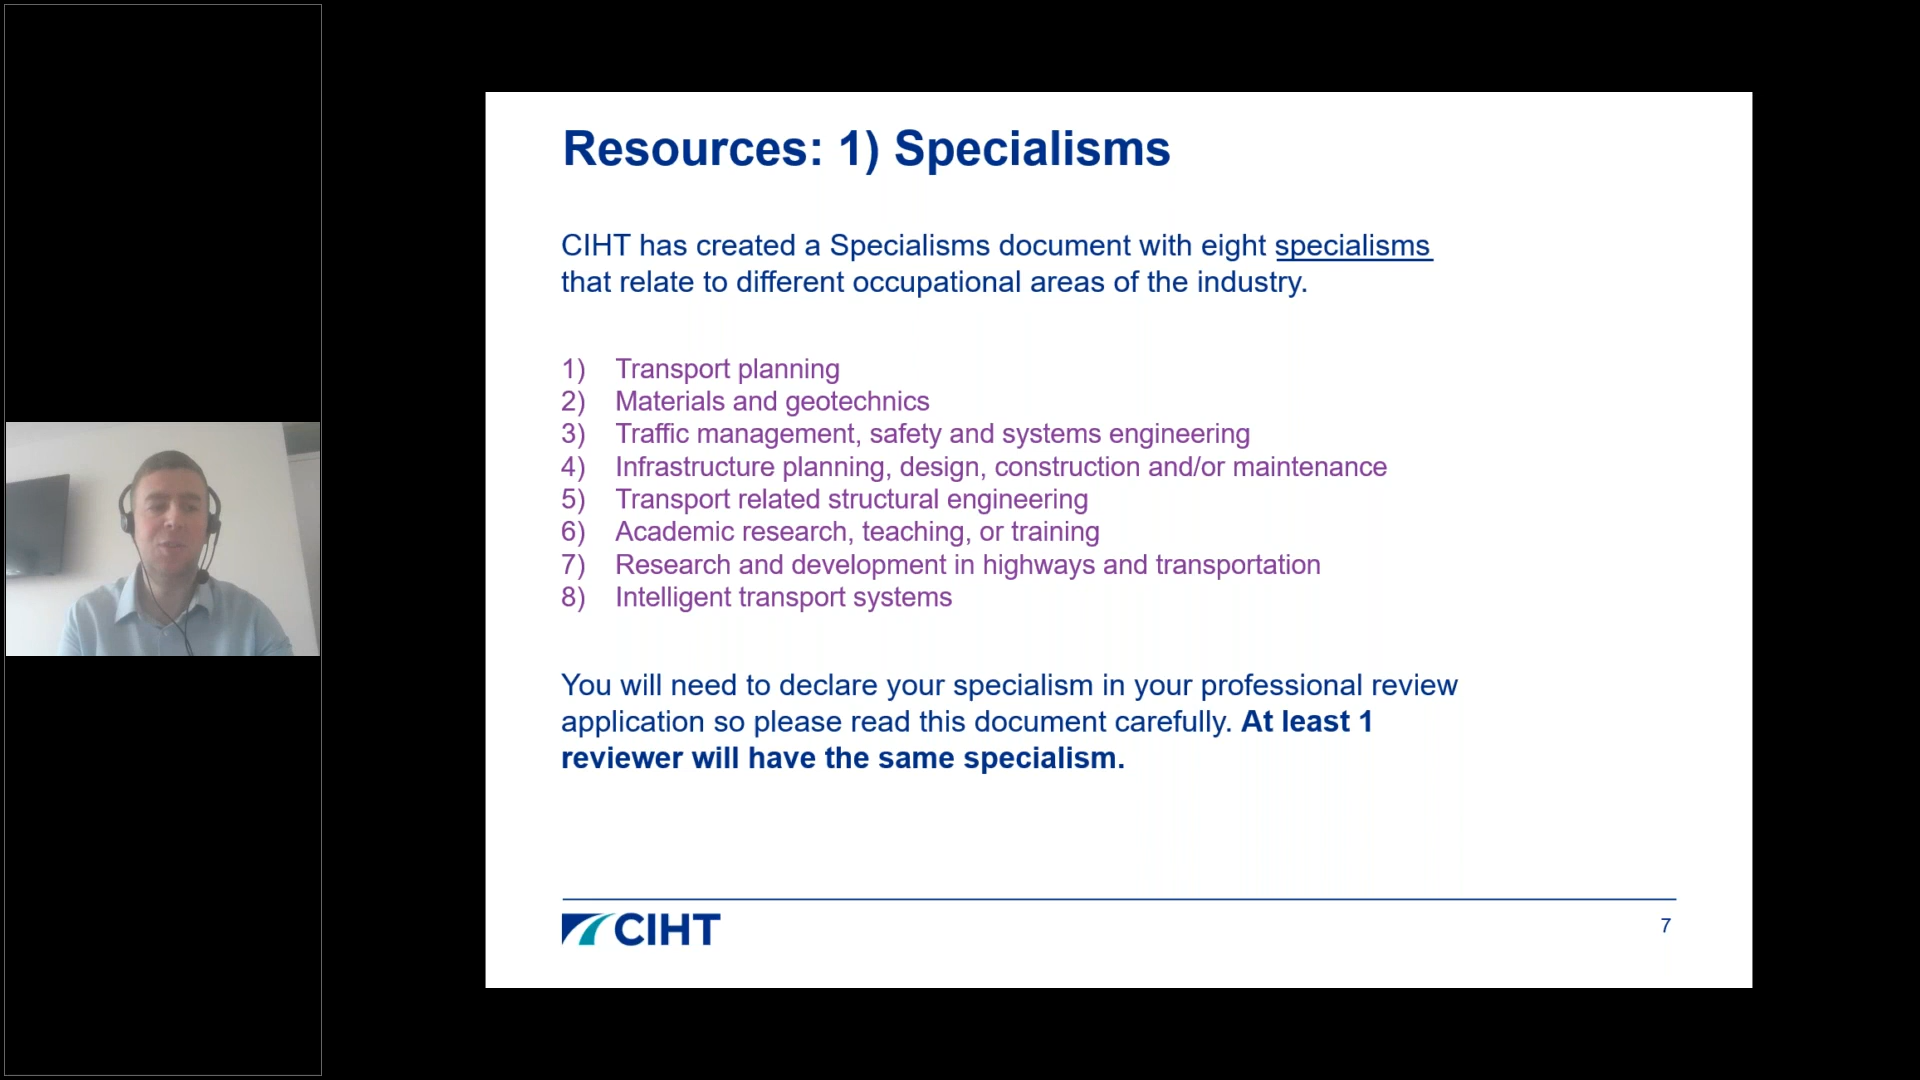 Resources: 1) Specialisms
CIHT has created a Specialisms document with eight specialisms
that relate to different occupational areas of the industry.
1) Transport planning
2) Materials and geotechnics
3) Traffic management, safety and systems engineering
4) Infrastructure planning, design, construction and/or maintenance
5) Transport related structural engineering
6) Academic research, teaching, or training
7) Research and development in highways and transportation
8) Intelligent transport systems
You will need to declare your specialism in your professional review
application so please read this document carefully. At least 1
reviewer will have the same specialism.
CIHT
7